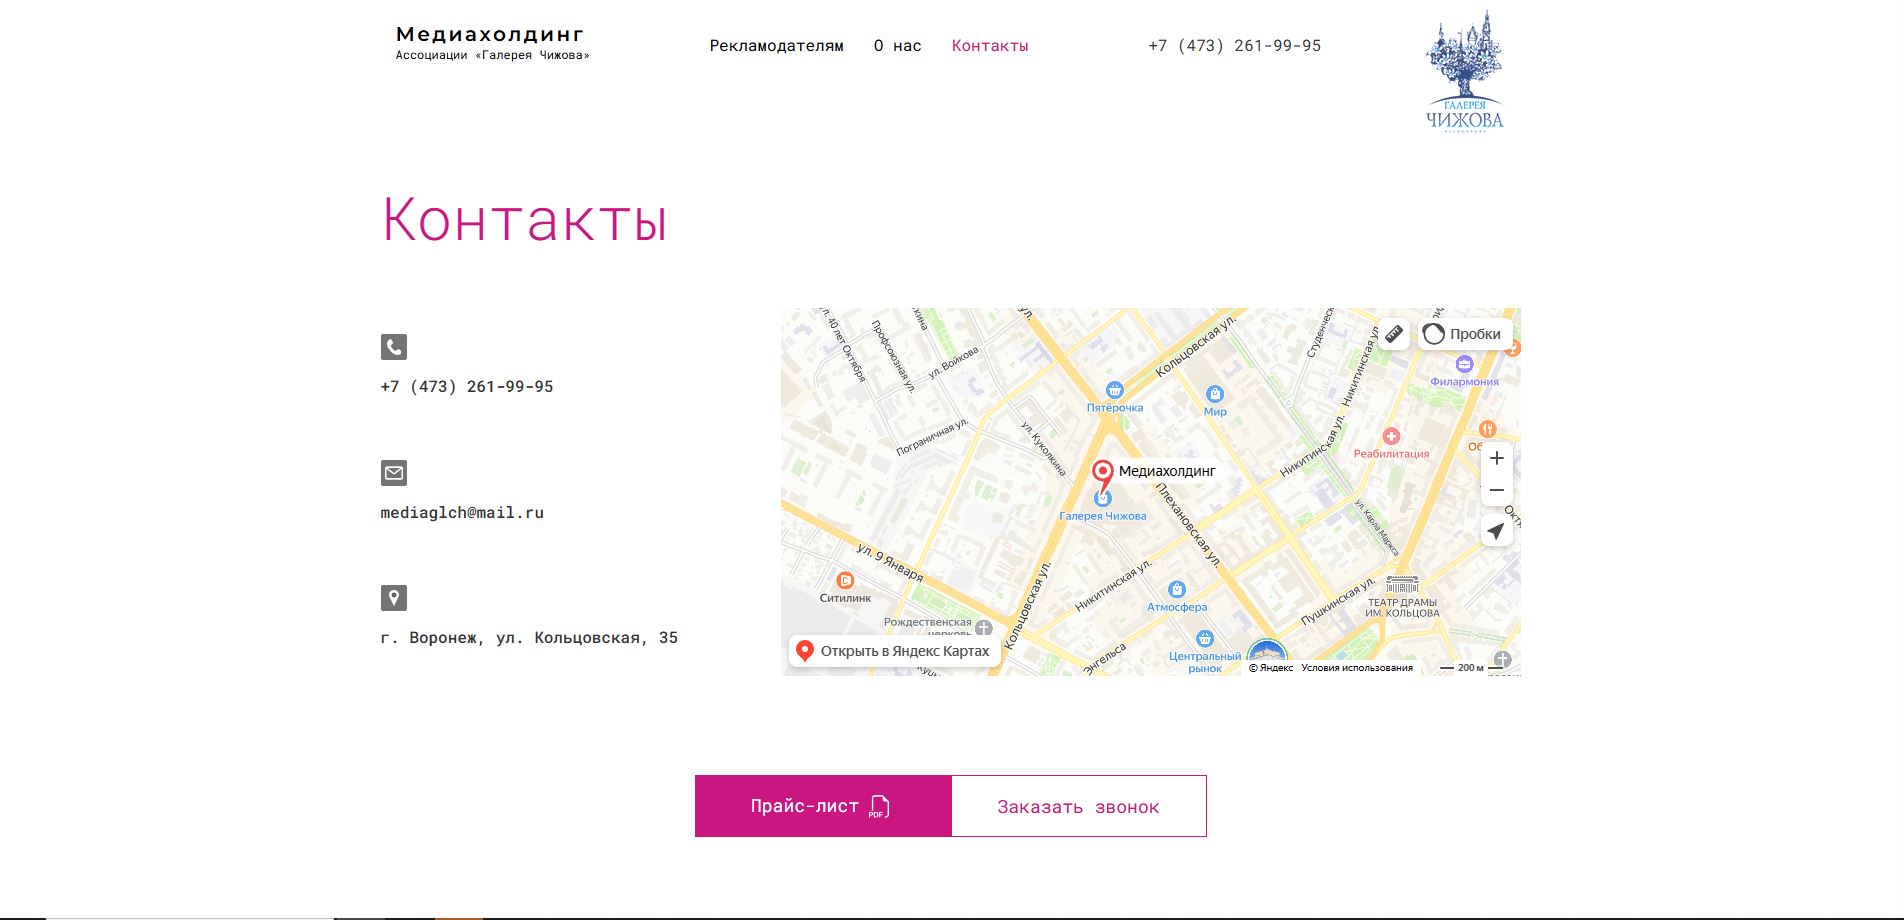 Медиахолдинг
Ассоциации «Галерея Чижова»
Рекламодателям
О нас
Контакты
+7 (473) 261-99-95
ГАЛЕРЕЯ
ЧИЖОВА
АССОЦИАЦИЯ
Контакты
+7 (473) 261-99-95
mediaglch@mail.ru
г. Воронеж, ул. Кольцовская, 35
ул. 40 лет Октября
Профсоюзная ул.
ул. Войкова
Кольцовская ул.
Студенческ
Никитинская
Пробки
Филармония
Пятёрочка
Мир
Пограничная ул.
ул. Куколкина
Никитинская ул.
Реабилитация
Медиахолдинг
Галерея Чижова
Плехановская ул.
ул. Карла Маркса
ул. 9 Января
Ситилинк
Кольцовская ул.
Никитинская ул.
Атмосфера
Пушкинская ул.
ТЕАТР ДРАМЫ
ИМ. КОЛЬЦОВА
Рождественская
церковь
Открыть в Яндекс Картах
Энгельса
Центральный
рынок
© Яндекс
Условия использования
200 м
Прайс-лист
PDF
Заказать звонок